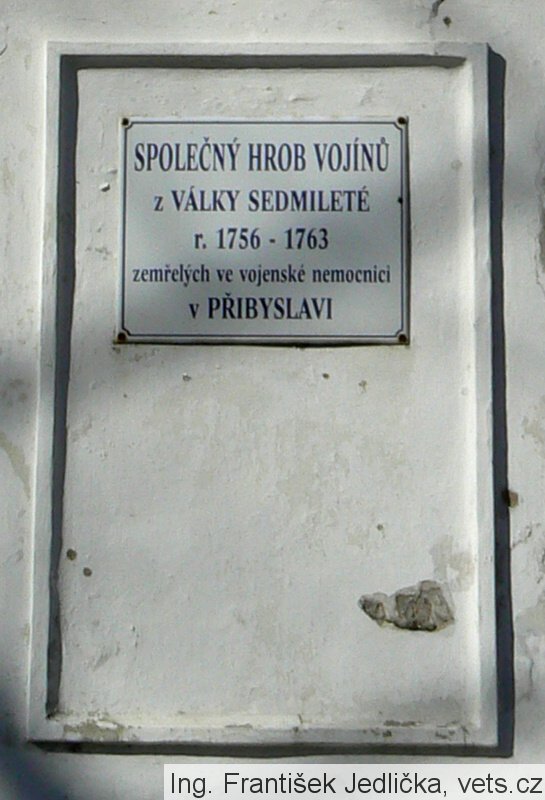 SPOLEČNÝ HROB VOJÍNŮ
z VÁLKY SEDMILETÉ
r. 1756 - 1763
zemřelých ve vojenské nemocnici
v PŘIBYSLAVI
Ing. František Jedlička, vets.cz